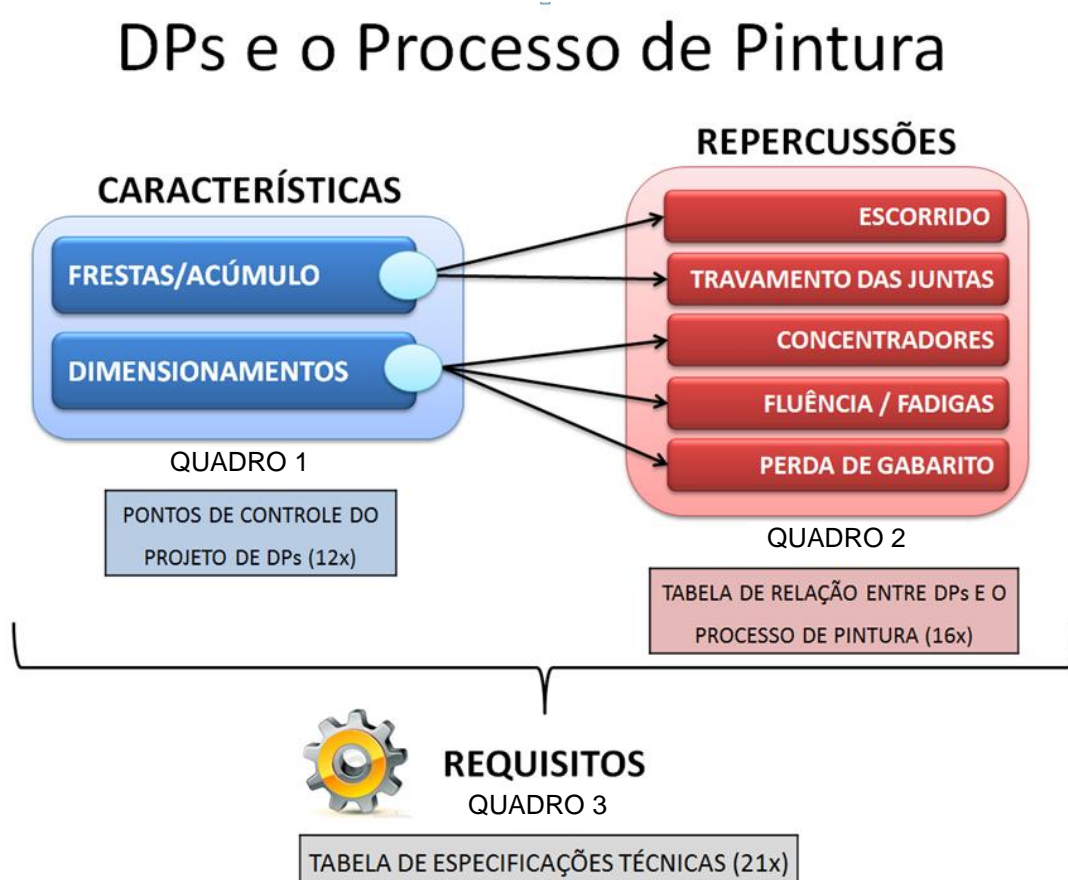 DPs e o Processo de Pintura
CARACTERÍSTICAS
FRESTAS/ACÚMULO
DIMENSIONAMENTOS
QUADRO 1
PONTOS DE CONTROLE DO
PROJETO DE DPs (12x)
REPERCUSSÕES
ESCORRIDO
TRAVAMENTO DAS JUNTAS
CONCENTRADORES
FLUÊNCIA / FADIGAS
PERDA DE GABARITO
QUADRO 2
TABELA DE RELAÇÃO ENTRE DPs E O
PROCESSO DE PINTURA (16x)
REQUISITOS
QUADRO 3
TABELA DE ESPECIFICAÇÕES TÉCNICAS (21x)